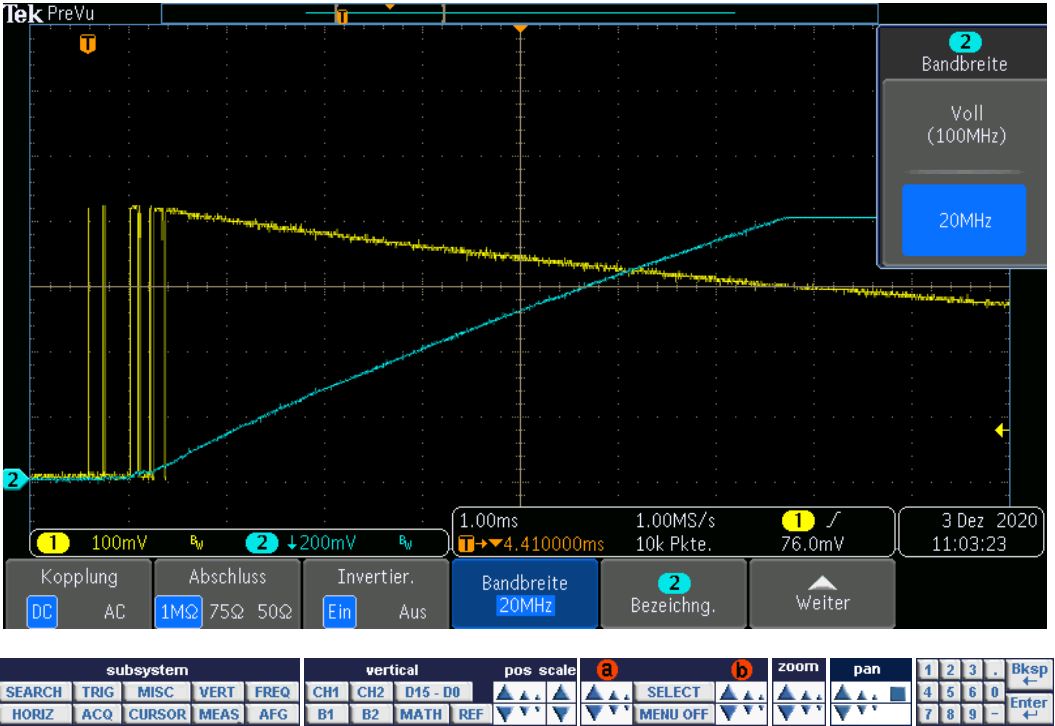 Tek PreVu
T
T
2
Bandbreite
Voll
(100MHz)
20MHz
2
1 100mV BW 2 ↓200mV BW
1.00ms 1.00MS/s 1 ∕
T→▼4.410000ms 10k Pkte. 76.0mV
3 Dez 2020
11:03:23
Kopplung
DC AC
Abschluss
1MΩ 75Ω 50Ω
Invertier.
Ein Aus
Bandbreite
20MHz
2
Bezeichng.
Weiter
subsystem
SEARCH TRIG MISC VERT FREQ
HORIZ ACQ CURSOR MEAS AFG
vertical pos scale
CH1 CH2 D15 - D0
B1 B2 MATH REF
a b
SELECT
MENU OFF
zoom
pan
1 2 3 . Bksp
4 5 6 0
7 8 9 - Enter